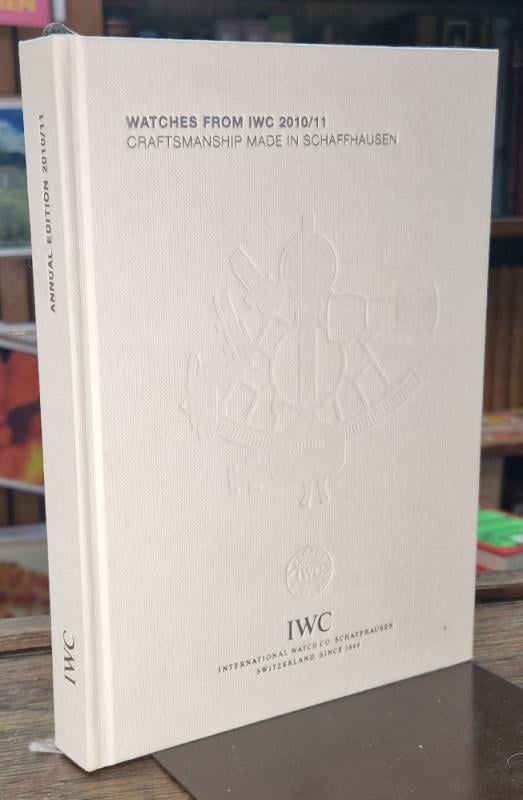 WATCHES FROM IWC 2010/11
CRAFTSMANSHIP MADE IN SCHAFFHAUSEN
IWC
IWC
INTERNATIONAL WATCH CO. SCHAFFHAUSEN
SWITZERLAND, SINCE 1868
ANNUAL EDITION 2010/11
IWC